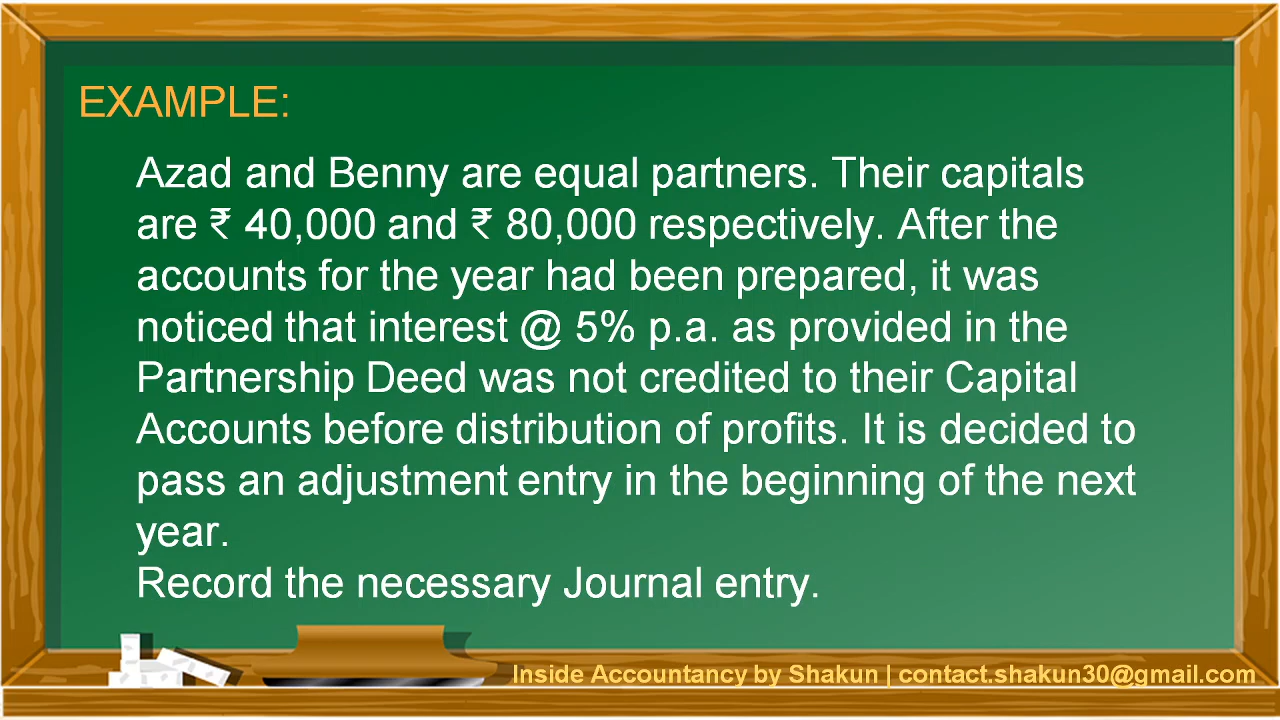 EXAMPLE:
Azad and Benny are equal partners. Their capitals
are ₹ 40,000 and ₹ 80,000 respectively. After the
accounts for the year had been prepared, it was
noticed that interest @ 5% p.a. as provided in the
Partnership Deed was not credited to their Capital
Accounts before distribution of profits. It is decided to
pass an adjustment entry in the beginning of the next
year.
Record the necessary Journal entry.
Inside Accountancy by Shakun | contact.shakun30@gmail.com